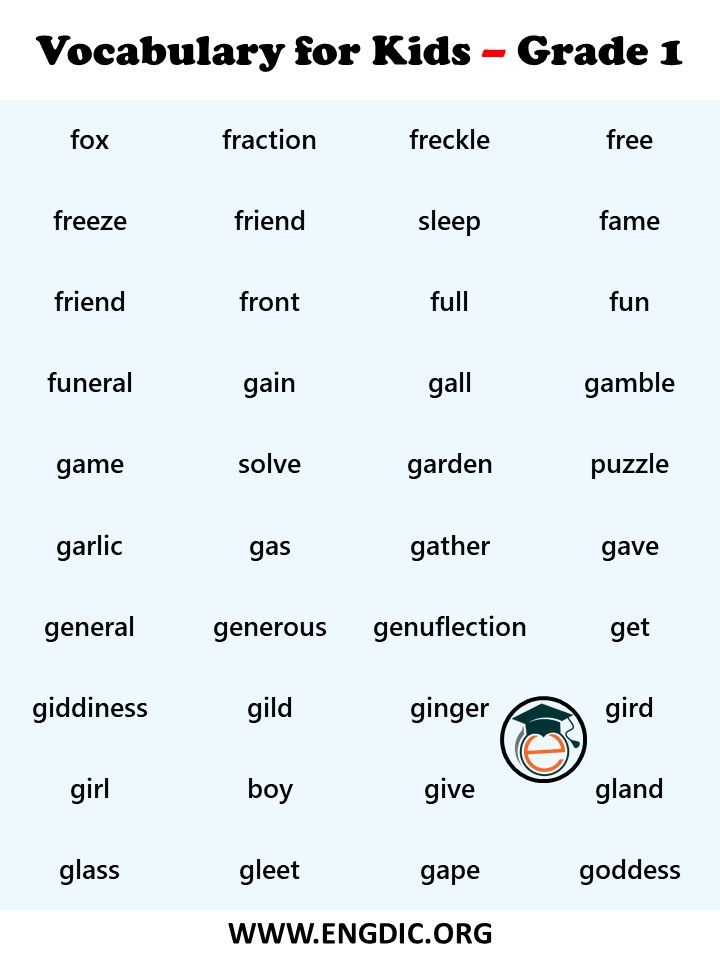 Vocabulary for Kids – Grade 1
fox fraction freckle free
freeze friend sleep fame
friend front full fun
funeral gain gall gamble
game solve garden puzzle
garlic gas gather gave
general generous genuflection get
giddiness gild ginger gird
girl boy give gland
glass gleet gape goddess
WWW.ENGDIC.ORG